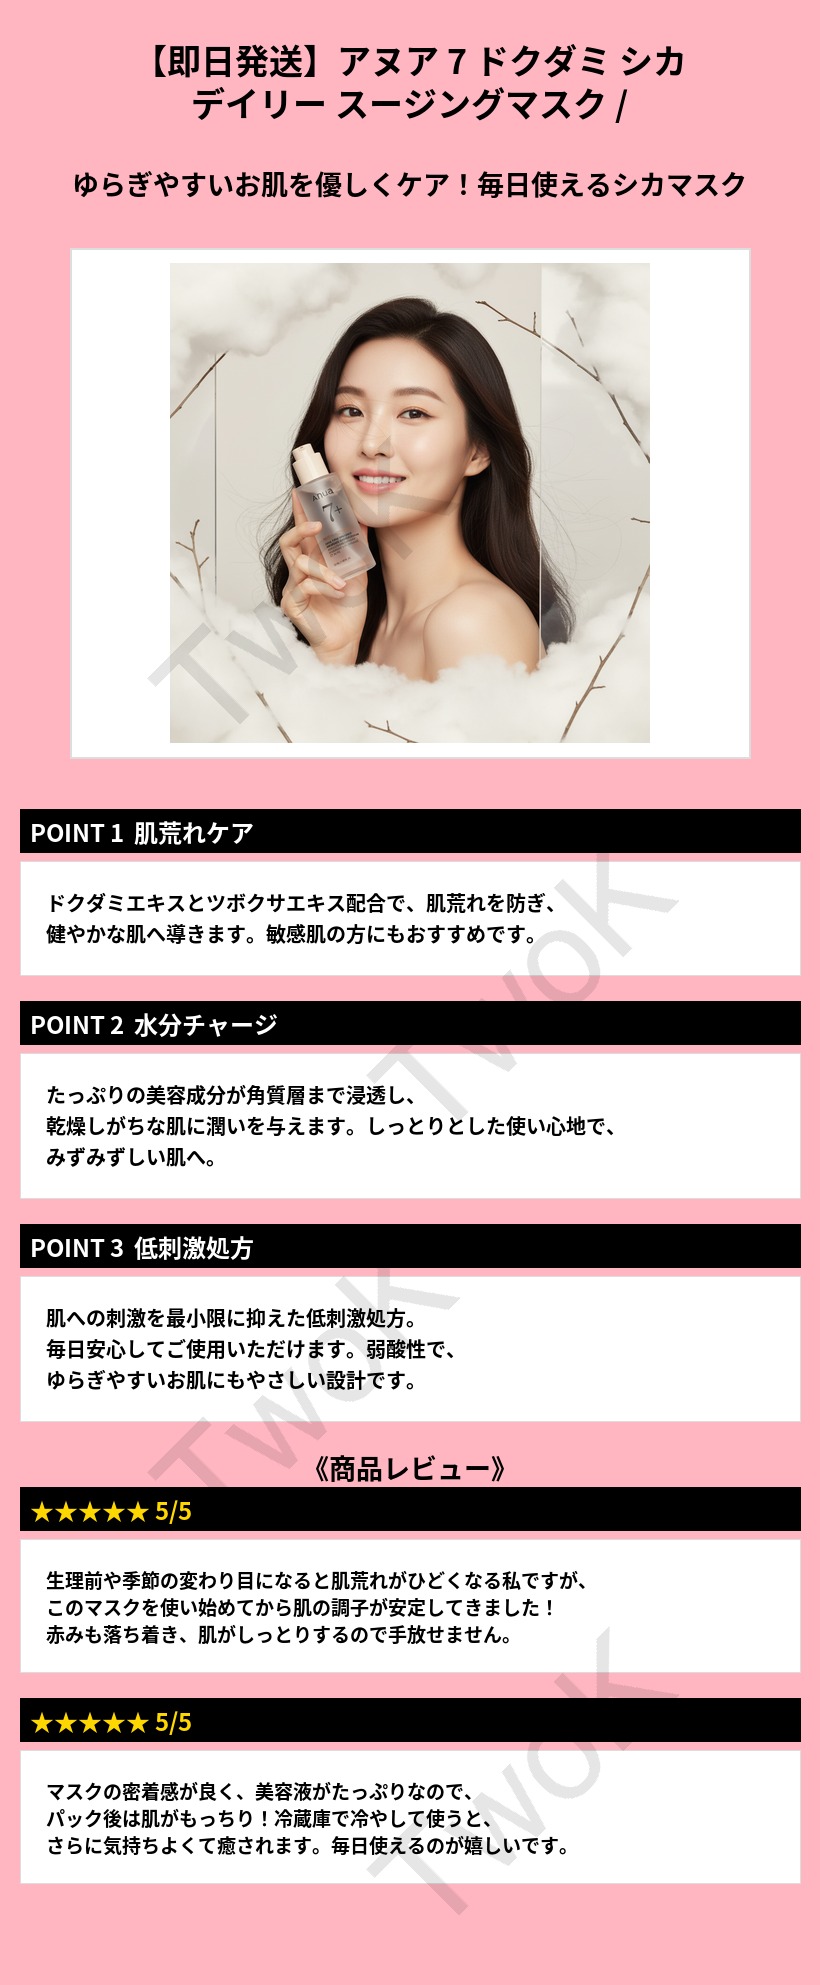 【即日発送】アヌア 7 ドクダミ シカ
デイリー スージングマスク /
ゆらぎやすいお肌を優しくケア！毎日使えるシカマスク
Anua
7+
TwoK
POINT 1 肌荒れケア
ドクダミエキスとツボクサエキス配合で、肌荒れを防ぎ、
健やかな肌へ導きます。敏感肌の方にもおすすめです。
TwoK
POINT 2 水分チャージ
たっぷりの美容成分が角質層まで浸透し、
乾燥しがちな肌に潤いを与えます。しっとりとした使い心地で、
みずみずしい肌へ。
POINT 3 低刺激処方
肌への刺激を最小限に抑えた低刺激処方。
毎日安心してご使用いただけます。弱酸性で、
ゆらぎやすいお肌にもやさしい設計です。
TwoK
《商品レビュー》
★★★★★ 5/5
生理前や季節の変わり目になると肌荒れがひどくなる私ですが、
このマスクを使い始めてから肌の調子が安定してきました！
赤みも落ち着き、肌がしっとりするので手放せません。
★★★★★ 5/5
マスクの密着感が良く、美容液がたっぷりなので、
パック後は肌がもっちり！冷蔵庫で冷やして使うと、
さらに気持ちよくて癒されます。毎日使えるのが嬉しいです。
TwoK